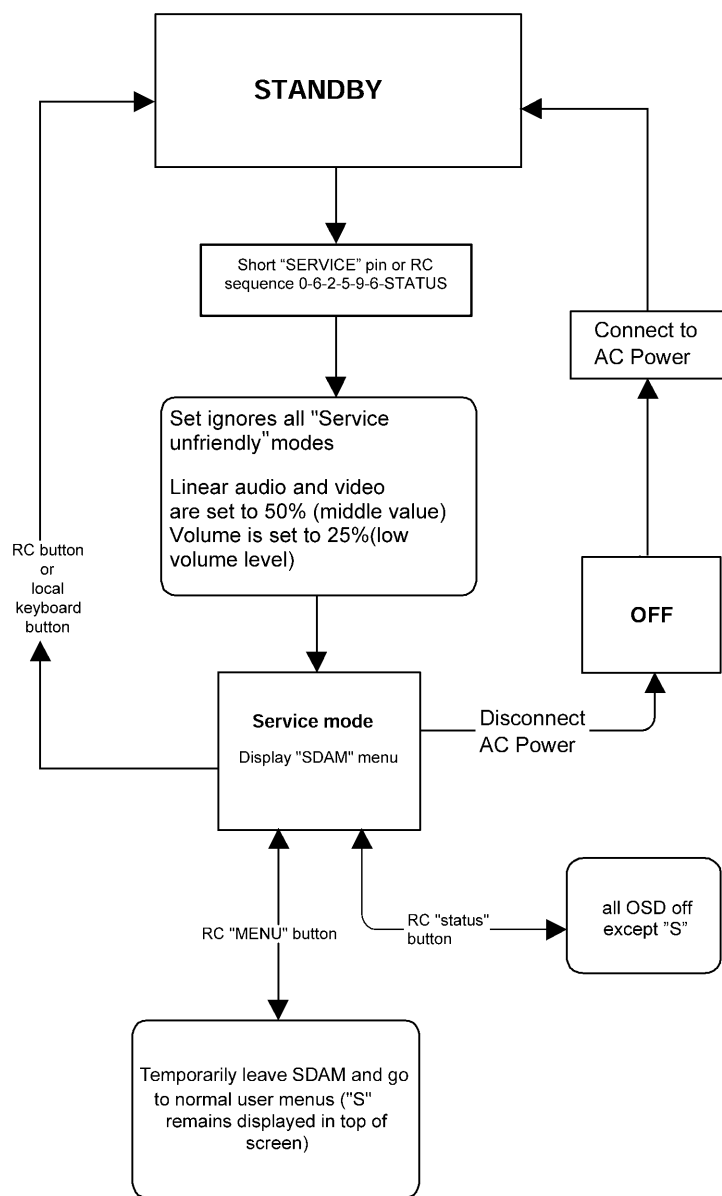 STANDBY
Short “SERVICE” pin or RC
sequence 0-6-2-5-9-6-STATUS
Connect to
AC Power
Set ignores all "Service
unfriendly" modes
Linear audio and video
are set to 50% (middle value)
Volume is set to 25%(low
volume level)
RC button
or
local
keyboard
button
OFF
Service mode
Display "SDAM" menu
Disconnect
AC Power
RC "MENU" button
RC "status"
button
all OSD off
except ”S”
Temporarily leave SDAM and go
to normal user menus ("S"
remains displayed in top of
screen)